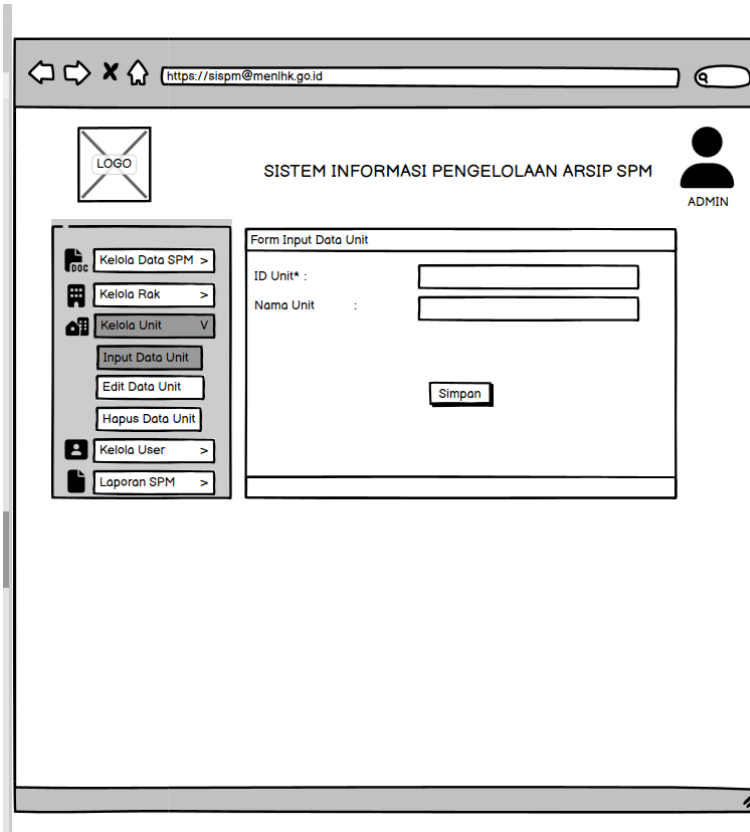 https://sispm@menlhk.go.id
LOGO
SISTEM INFORMASI PENGELOLAAN ARSIP SPM
ADMIN
DOC
Kelola Data SPM >
Kelola Rak >
Kelola Unit V
Input Data Unit
Edit Data Unit
Hapus Data Unit
Kelola User >
Laporan SPM >
Form Input Data Unit
ID Unit* :
Nama Unit :
Simpan